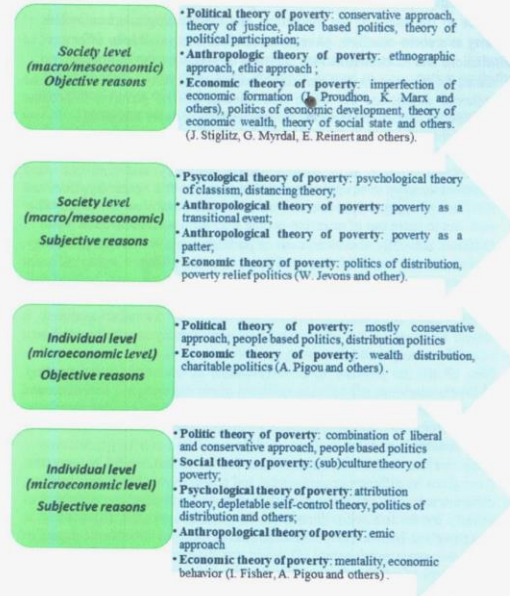 Society level
(macro/mesoeconomic)
Objective reasons
• Political theory of poverty: conservative approach,
theory of justice, place based politics, theory of
political participation;
• Anthropologic theory of poverty: ethnographic
approach, ethic approach ;
• Economic theory of poverty: imperfection of
economic formation (J. Proudhon, K. Marx and
others), politics of economic development, theory of
economic wealth, theory of social state and others.
(J. Stiglitz, G. Myrdal, E. Reinert and others).
Society level
(macro/mesoeconomic)
Subjective reasons
• Psycological theory of poverty: psychological theory
of classism, distancing theory;
• Anthropological theory of poverty: poverty as a
transitional event;
• Anthropological theory of poverty: poverty as a
patter;
• Economic theory of poverty: politics of distribution,
poverty relief politics (W. Jevons and other).
Individual level
(microeconomic level)
Objective reasons
• Political theory of poverty: mostly conservative
approach, people based politics, distribution politics
• Economic theory of poverty: wealth distribution,
charitable politics (A. Pigou and others) .
Individual level
(microeconomic level)
Subjective reasons
• Politic theory of poverty: combination of liberal
and conservative approach, people based politics
• Social theory of poverty: (sub)culture theory of
poverty;
• Psychological theory of poverty: attribution
theory, depletable self-control theory, politics of
distribution and others;
• Anthropological theory of poverty: emic
approach
• Economic theory of poverty: mentality, economic
behavior (I. Fisher, A. Pigou and others) .